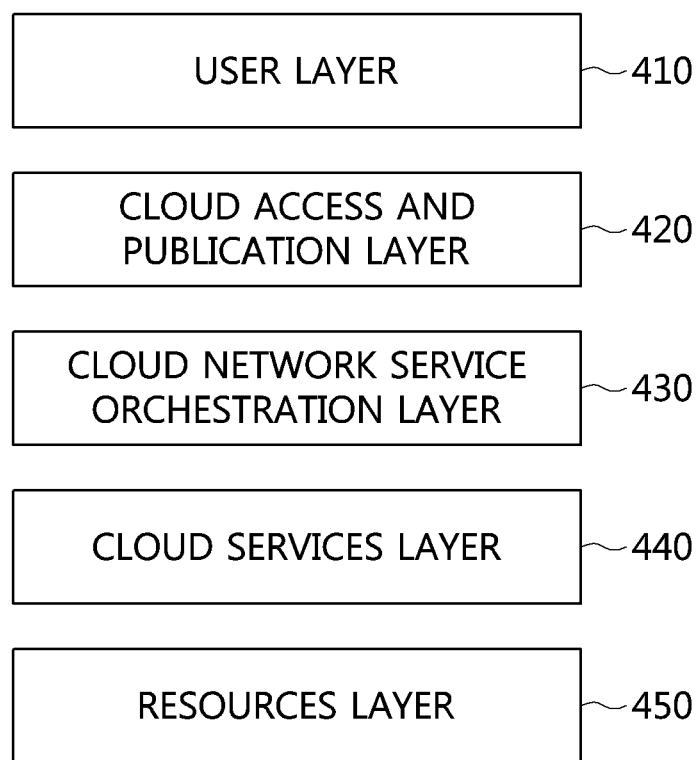 USER LAYER
410
CLOUD ACCESS AND
PUBLICATION LAYER
420
CLOUD NETWORK SERVICE
ORCHESTRATION LAYER
430
CLOUD SERVICES LAYER
440
RESOURCES LAYER
450